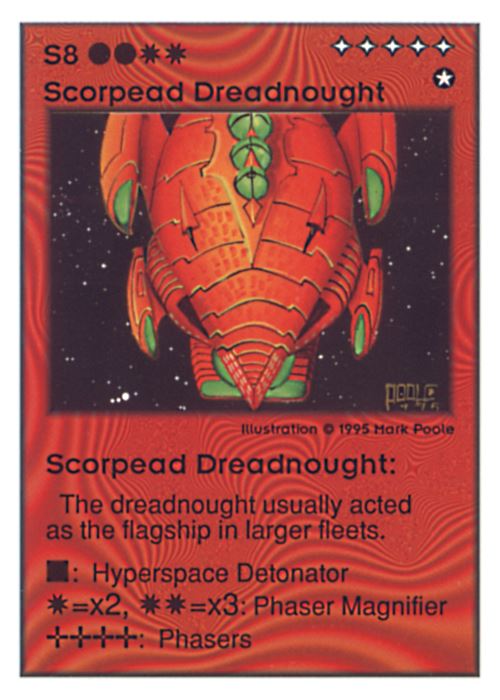 S8 ●●✷✷
Scorpead Dreadnought
POOLE
Illustration © 1995 Mark Poole
Scorpead Dreadnought:
The dreadnought usually acted
as the flagship in larger fleets.
■: Hyperspace Detonator
✷=x2, ✷✷=x3: Phaser Magnifier
✢✢✢✢: Phasers